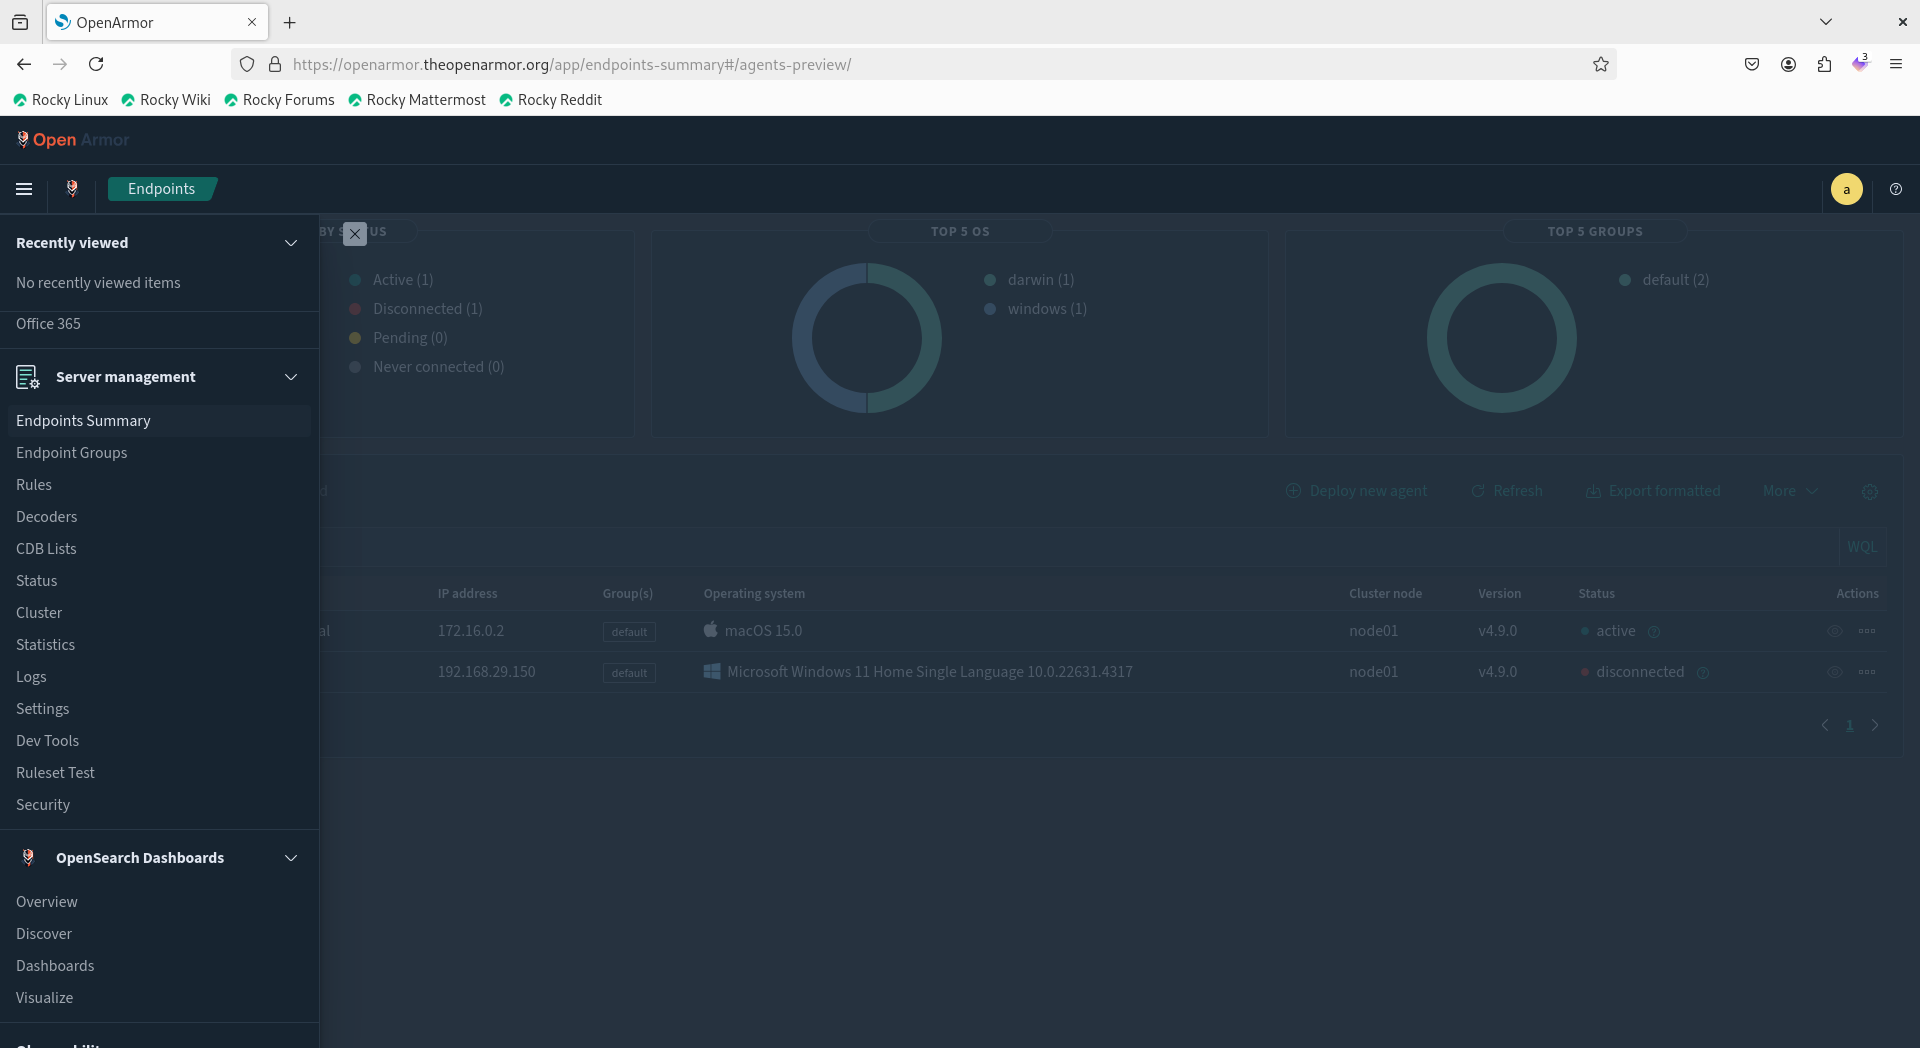 OpenArmor
https://openarmor.theopenarmor.org/app/endpoints-summary#/agents-preview/
3
Rocky Linux Rocky Wiki Rocky Forums Rocky Mattermost Rocky Reddit
Open Armor
Endpoints
a
Recently viewed
No recently viewed items
Office 365
Server management
Endpoints Summary
Endpoint Groups
Rules
Decoders
CDB Lists
Status
Cluster
Statistics
Logs
Settings
Dev Tools
Ruleset Test
Security
OpenSearch Dashboards
Overview
Discover
Dashboards
Visualize
BY
Active (1)
Disconnected (1)
Pending (0)
Never connected (0)
TOP 5 OS
darwin (1)
windows (1)
TOP 5 GROUPS
default (2)
Deploy new agent Refresh Export formatted More
WQL
IP address Group(s) Operating system Cluster node Version Status Actions
172.16.0.2 default macOS 15.0 node01 v4.9.0 active
192.168.29.150 default Microsoft Windows 11 Home Single Language 10.0.22631.4317 node01 v4.9.0 disconnected
1